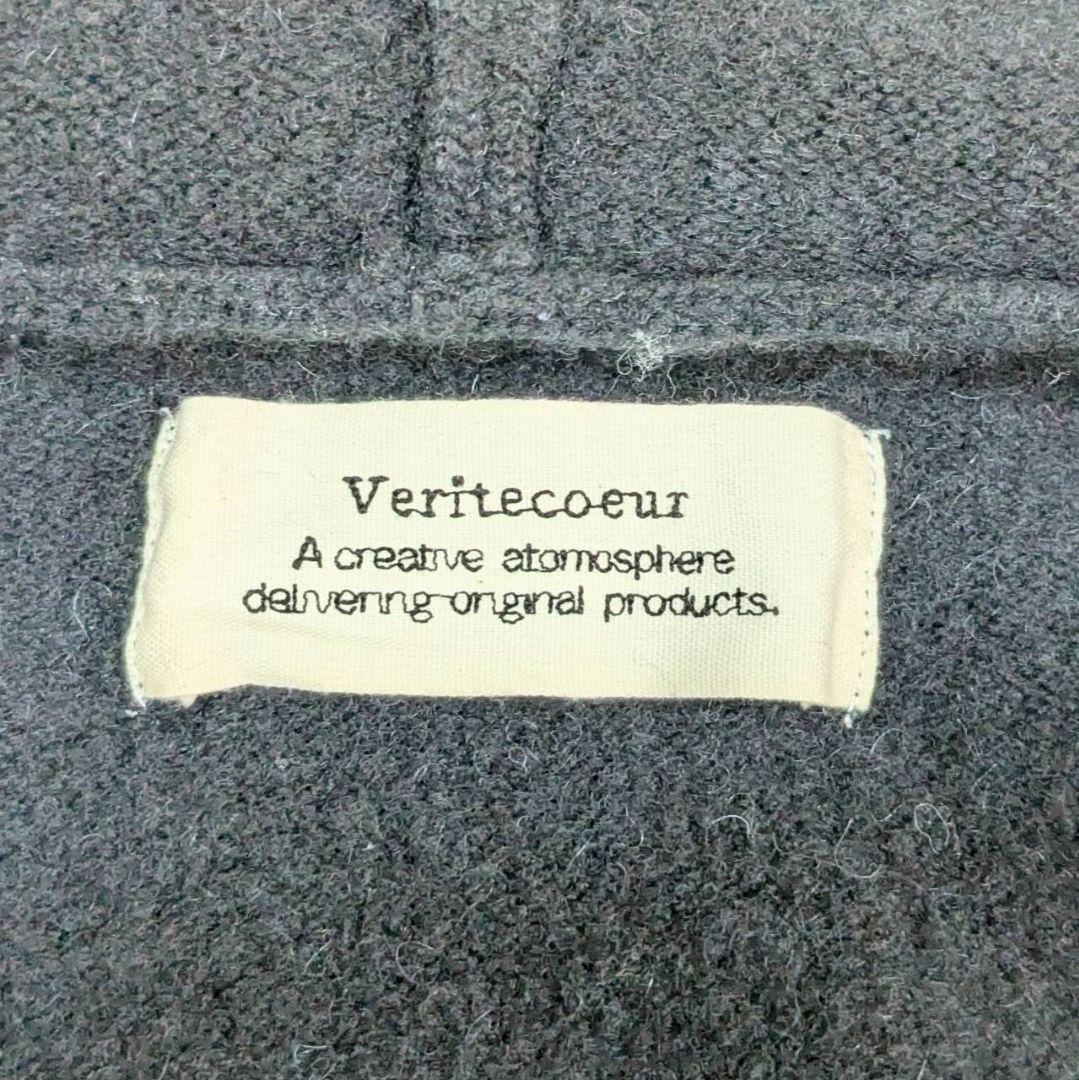 Veritecoeur
A creative atomosphere
delivering original products.